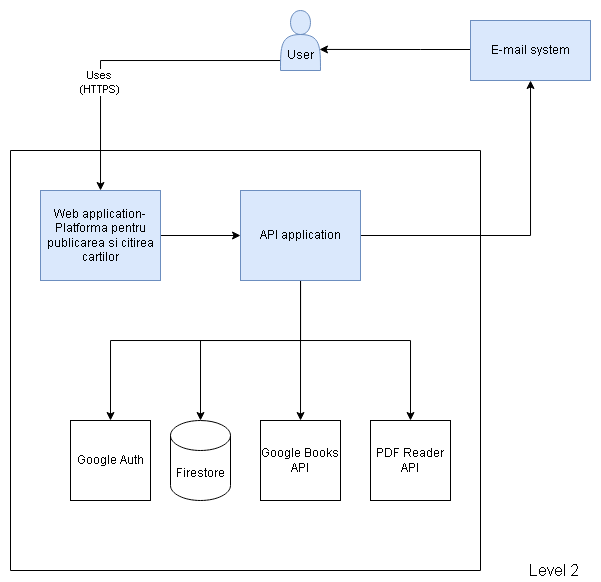 User
E-mail system
Uses
(HTTPS)
Web application-
Platforma pentru
publicarea si citirea
cartilor
API application
Google Auth
Firestore
Google Books
API
PDF Reader
API
Level 2